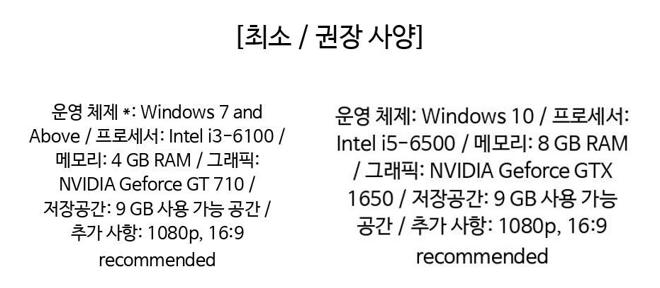 [최소 / 권장 사양]
운영 체제 *: Windows 7 and
Above / 프로세서: Intel i3-6100 /
메모리: 4 GB RAM / 그래픽:
NVIDIA Geforce GT 710 /
저장공간: 9 GB 사용 가능 공간 /
추가 사항: 1080p, 16:9
recommended
운영 체제: Windows 10 / 프로세서:
Intel i5-6500 / 메모리: 8 GB RAM
/ 그래픽: NVIDIA Geforce GTX
1650 / 저장공간: 9 GB 사용 가능
공간 / 추가 사항: 1080p, 16:9
recommended